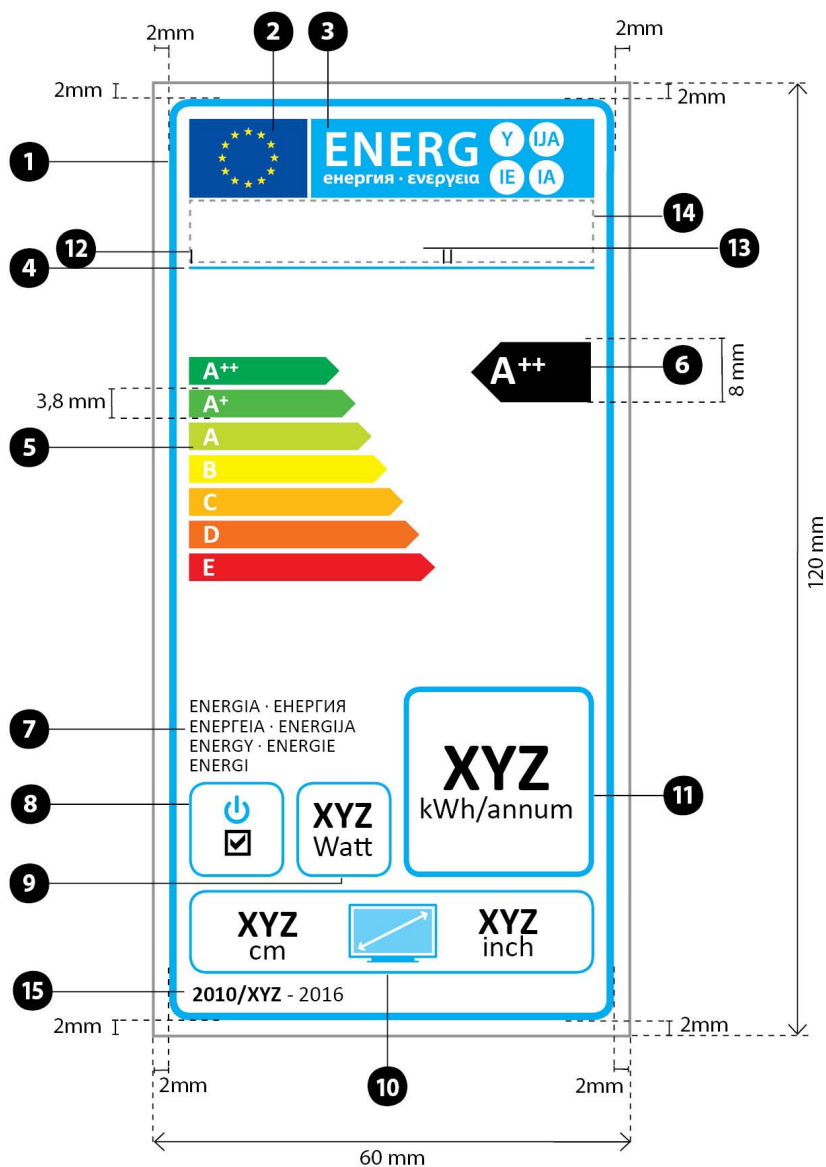 2mm
2
3
2mm
2mm
2mm
1
ENERG
Y
IJA
енергия · ενεργεια
IE
IA
14
12
I
II
13
4
A++
A++
6
8 mm
3,8 mm
A+
5
A
B
C
D
E
120 mm
7
ENERGIA · ЕНЕРГИЯ
ΕΝΕΡΓΕΙΑ · ENERGIJA
ENERGY · ENERGIE
ENERGI
XYZ
kWh/annum
11
8
XYZ
Watt
9
XYZ
cm
XYZ
inch
15
2010/XYZ - 2016
2mm
2mm
2mm
10
2mm
60 mm